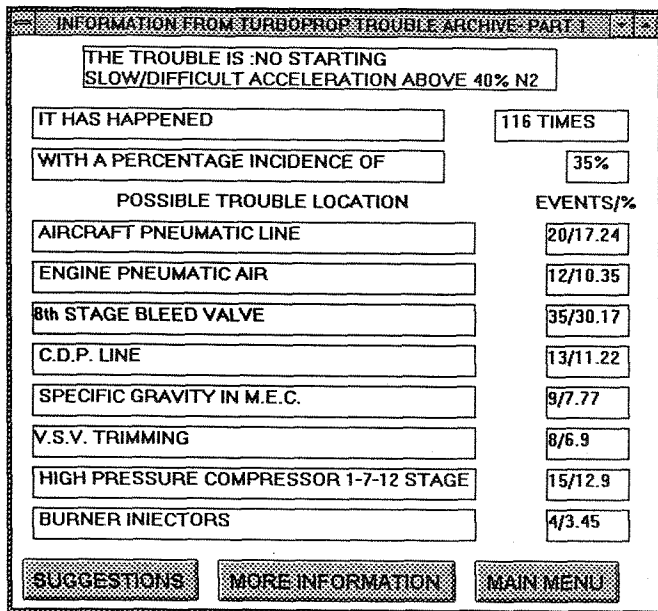 INFORMATION FROM TURBOPROP TROUBLE ARCHIVE- PART 1
THE TROUBLE IS :NO STARTING
SLOW/DIFFICULT ACCELERATION ABOVE 40% N2
IT HAS HAPPENED 116 TIMES
WITH A PERCENTAGE INCIDENCE OF 35%
POSSIBLE TROUBLE LOCATION EVENTS/%
AIRCRAFT PNEUMATIC LINE 20/17.24
ENGINE PNEUMATIC AIR 12/10.35
8th STAGE BLEED VALVE 35/30.17
C.D.P. LINE 13/11.22
SPECIFIC GRAVITY IN M.E.C. 9/7.77
V.S.V. TRIMMING 8/6.9
HIGH PRESSURE COMPRESSOR 1-7-12 STAGE 15/12.9
BURNER INIECTORS 4/3.45
SUGGESTIONS MORE INFORMATION MAIN MENU